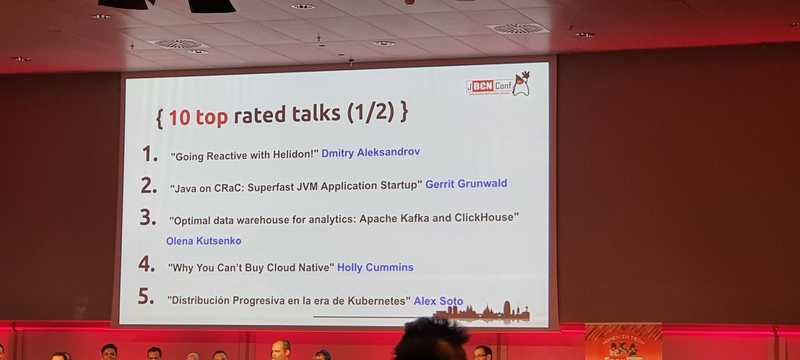 J BCN Conf
{ 10 top rated talks (1/2) }
1. "Going Reactive with Helidon!" Dmitry Aleksandrov
2. "Java on CRaC: Superfast JVM Application Startup" Gerrit Grunwald
3. "Optimal data warehouse for analytics: Apache Kafka and ClickHouse"
Olena Kutsenko
4. "Why You Can't Buy Cloud Native" Holly Cummins
5. "Distribución Progresiva en la era de Kubernetes" Alex Soto